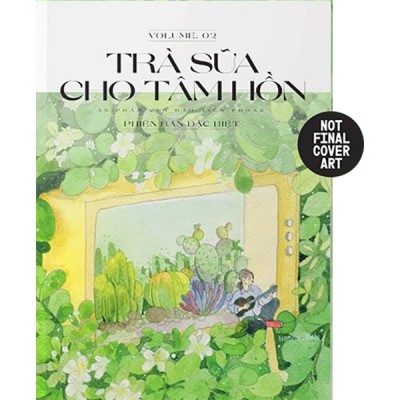 VOLUME. 02
TRÀ SỮA
CHO TÂM HỒN
PHIÊN BẢN ĐẶC BIỆT
NOT
FINAL
COVER
ART